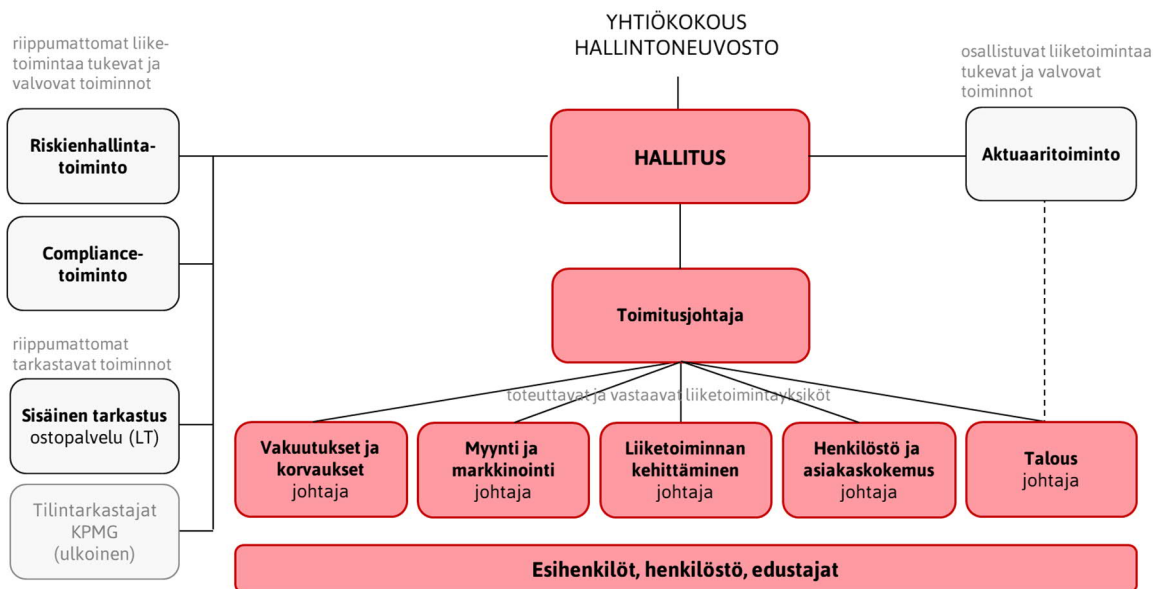 YHTIÖKOKOUS
HALLINTONEUVOSTO
riippumattomat liike-
toimintaa tukevat ja
valvovat toiminnot
osallistuvat liiketoimintaa
tukevat ja valvovat
toiminnot
Riskienhallinta-
toiminto
HALLITUS
Aktuaaritoiminto
Compliance-
toiminto
Toimitusjohtaja
riippumattomat
tarkastavat toiminnot
toteuttavat ja vastaavat liiketoimintayksiköt
Sisäinen tarkastus
ostopalvelu (LT)
Vakuutukset ja
korvaukset
johtaja
Myynti ja
markkinointi
johtaja
Liiketoiminnan
kehittäminen
johtaja
Henkilöstö ja
asiakaskokemus
johtaja
Talous
johtaja
Tilintarkastajat
KPMG
(ulkoinen)
Esihenkilöt, henkilöstö, edustajat